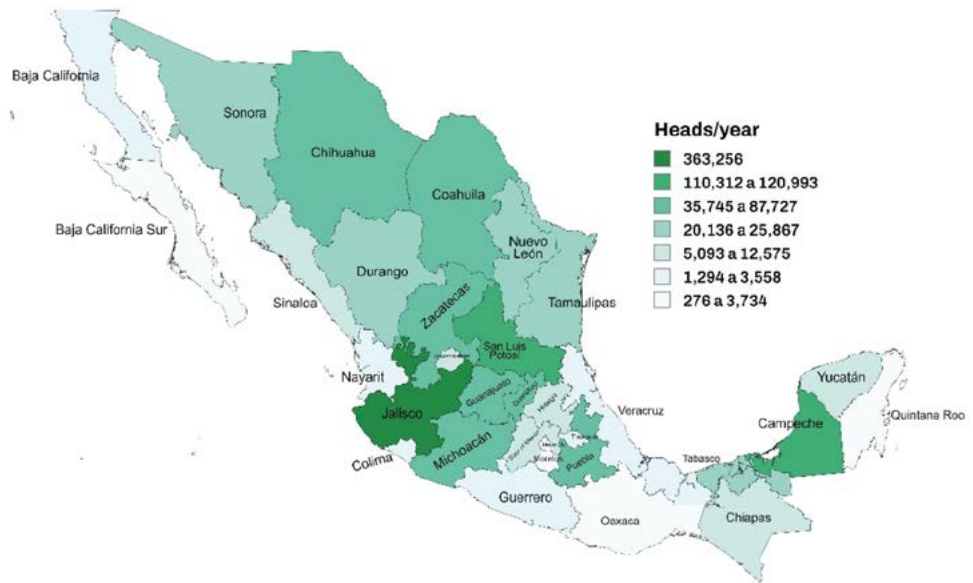 Baja California
Sonora
Chihuahua
Coahuila
Baja California Sur
Nuevo
León
Durango
Sinaloa
Tamaulipas
Zacatecas
San Luis
Potosí
Nayarit
Guanajuato
Hidalgo
Jalisco
Veracruz
Michoacán
Colima
Puebla
Morelos
Guerrero
Oaxaca
Tabasco
Chiapas
Campeche
Yucatán
Quintana Roo
Heads/year
363,256
110,312 a 120,993
35,745 a 87,727
20,136 a 25,867
5,093 a 12,575
1,294 a 3,558
276 a 3,734